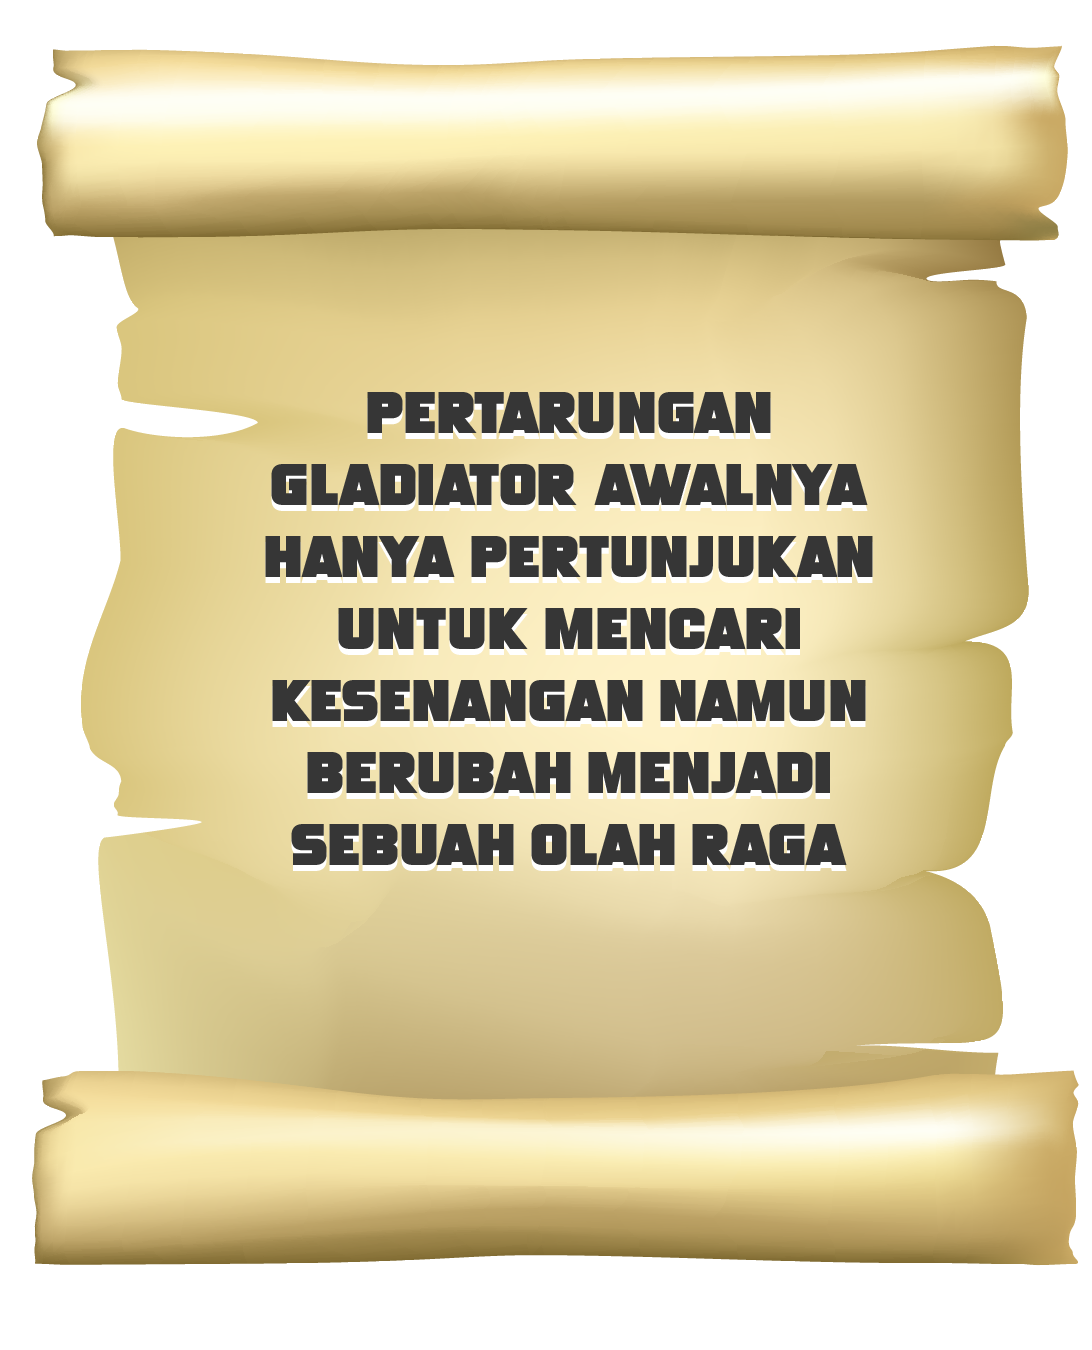 PERTARUNGAN
GLADIATOR AWALNYA
HANYA PERTUNJUKAN
UNTUK MENCARI
KESENANGAN NAMUN
BERUBAH MENJADI
SEBUAH OLAH RAGA